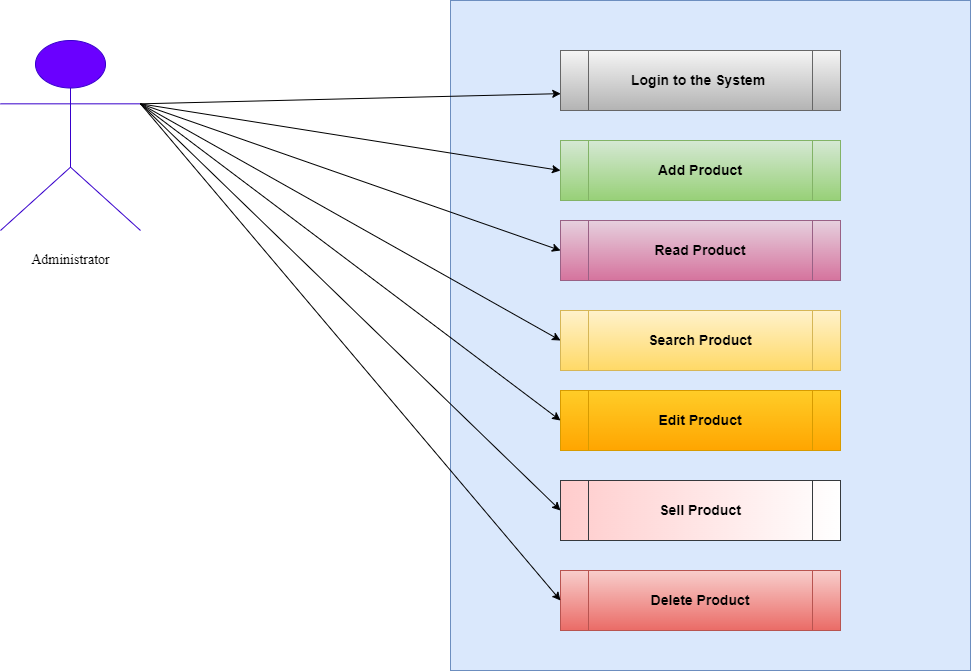 Login to the System
Add Product
Read Product
Administrator
Search Product
Edit Product
Sell Product
Delete Product